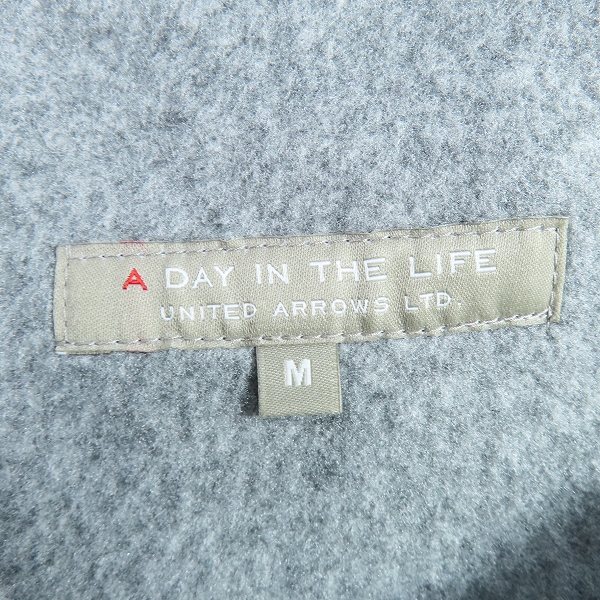 A DAY IN THE LIFE
UNITED ARROWS LTD.
M